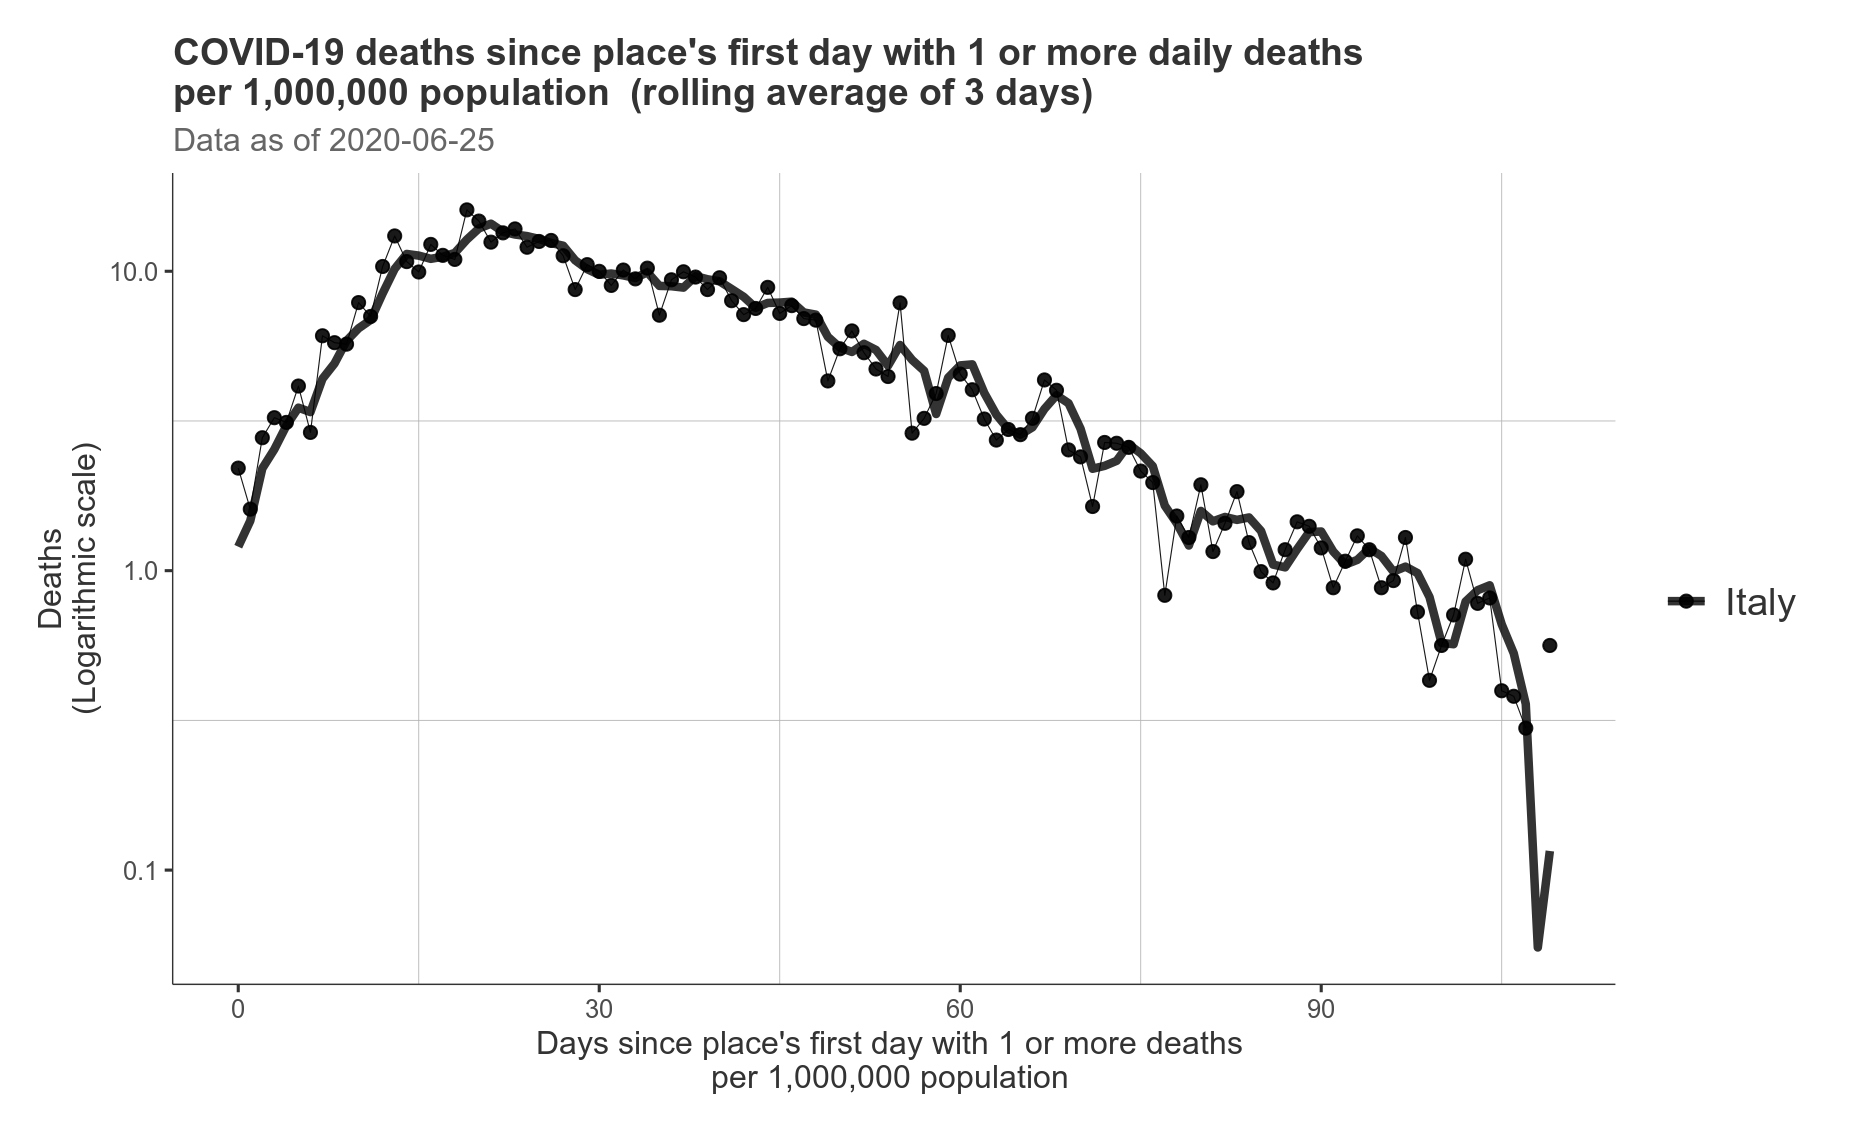 COVID-19 deaths since place's first day with 1 or more daily deaths
per 1,000,000 population  (rolling average of 3 days)
Data as of 2020-06-25
10.0
1.0
0.1
Deaths
(Logarithmic scale)
0
30
60
90
Days since place's first day with 1 or more deaths
per 1,000,000 population
Italy